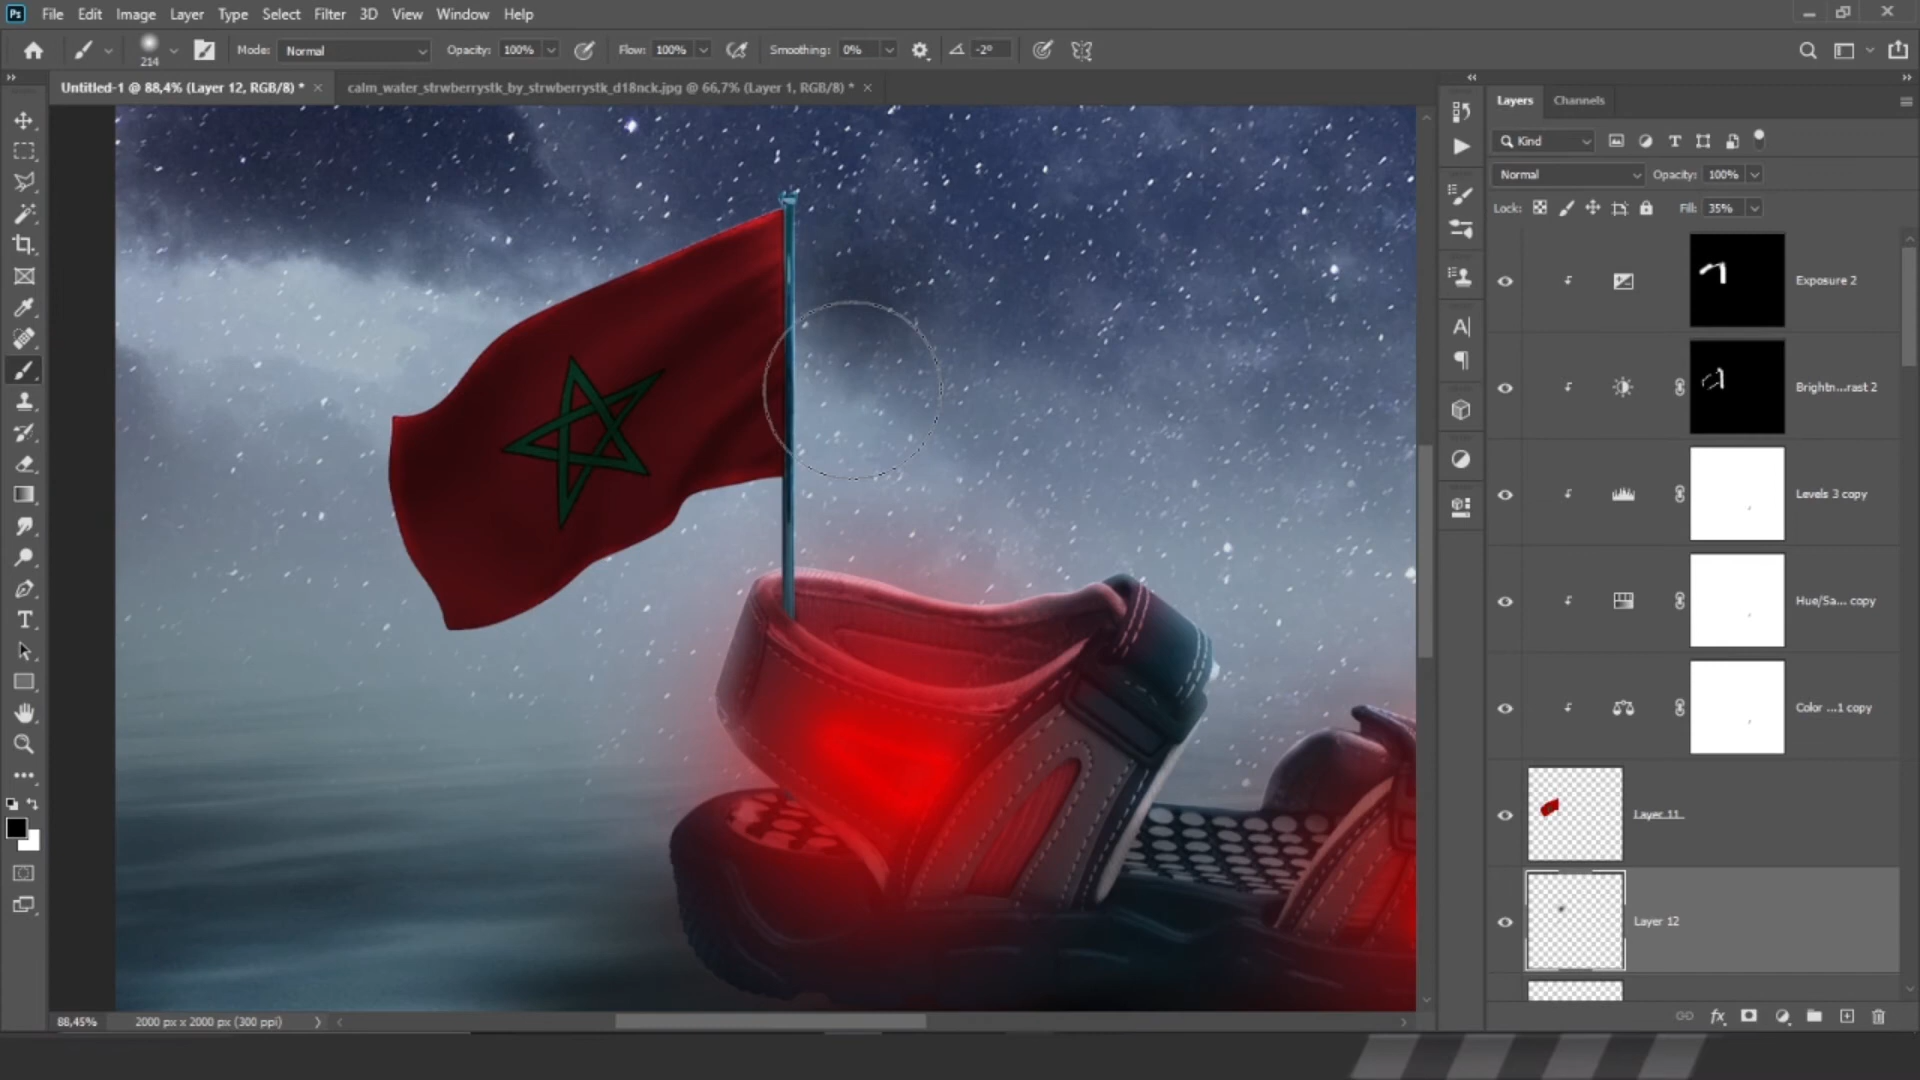 Ps File Edit Image Layer Type Select Filter 3D View Window Help
214 Mode: Normal Opacity: 100% Flow: 100% Smoothing: 0% -2°
Untitled-1 @ 88,4% (Layer 12, RGB/8) * × calm_water_strwberrystk_by_strwberrystk_d18nck.jpg @ 66,7% (Layer 1, RGB/8) * ×
Layers Channels
Kind
Normal Opacity: 100%
Lock: Fill: 35%
Exposure 2
Brightn...rast 2
Levels 3 copy
Hue/Sa... copy
Color ...1 copy
Layer 11
Layer 12
88,45% 2000 px x 2000 px (300 ppi)